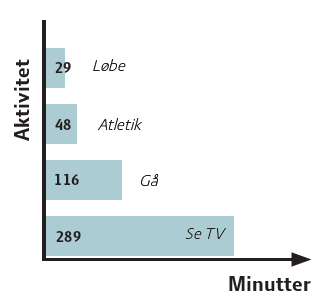 Aktivitet
29 Løbe
48 Atletik
116 Gå
289 Se TV
Minutter